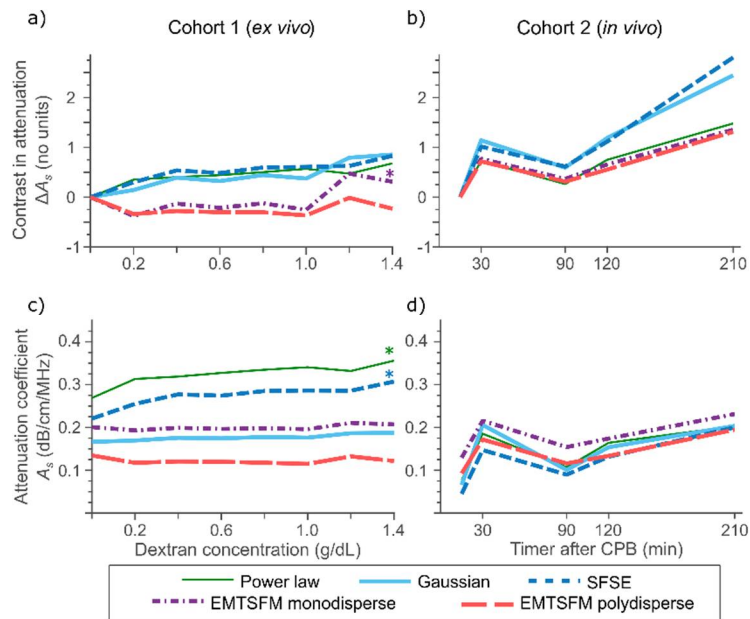 a)
Cohort 1 (ex vivo)
b)
Cohort 2 (in vivo)
Contrast in attenuation
ΔAs (no units)
2
1
0
-1
0.2
0.6
1.0
1.4
*
2
1
0
-1
30
90
120
210
c)
d)
Attenuation coefficient
As (dB/cm/MHz)
0.4
0.3
0.2
0.1
0.2
0.6
1.0
1.4
*
*
Dextran concentration (g/dL)
0.4
0.3
0.2
0.1
30
90
120
210
Timer after CPB (min)
Power law
Gaussian
SFSE
EMTSFM monodisperse
EMTSFM polydisperse